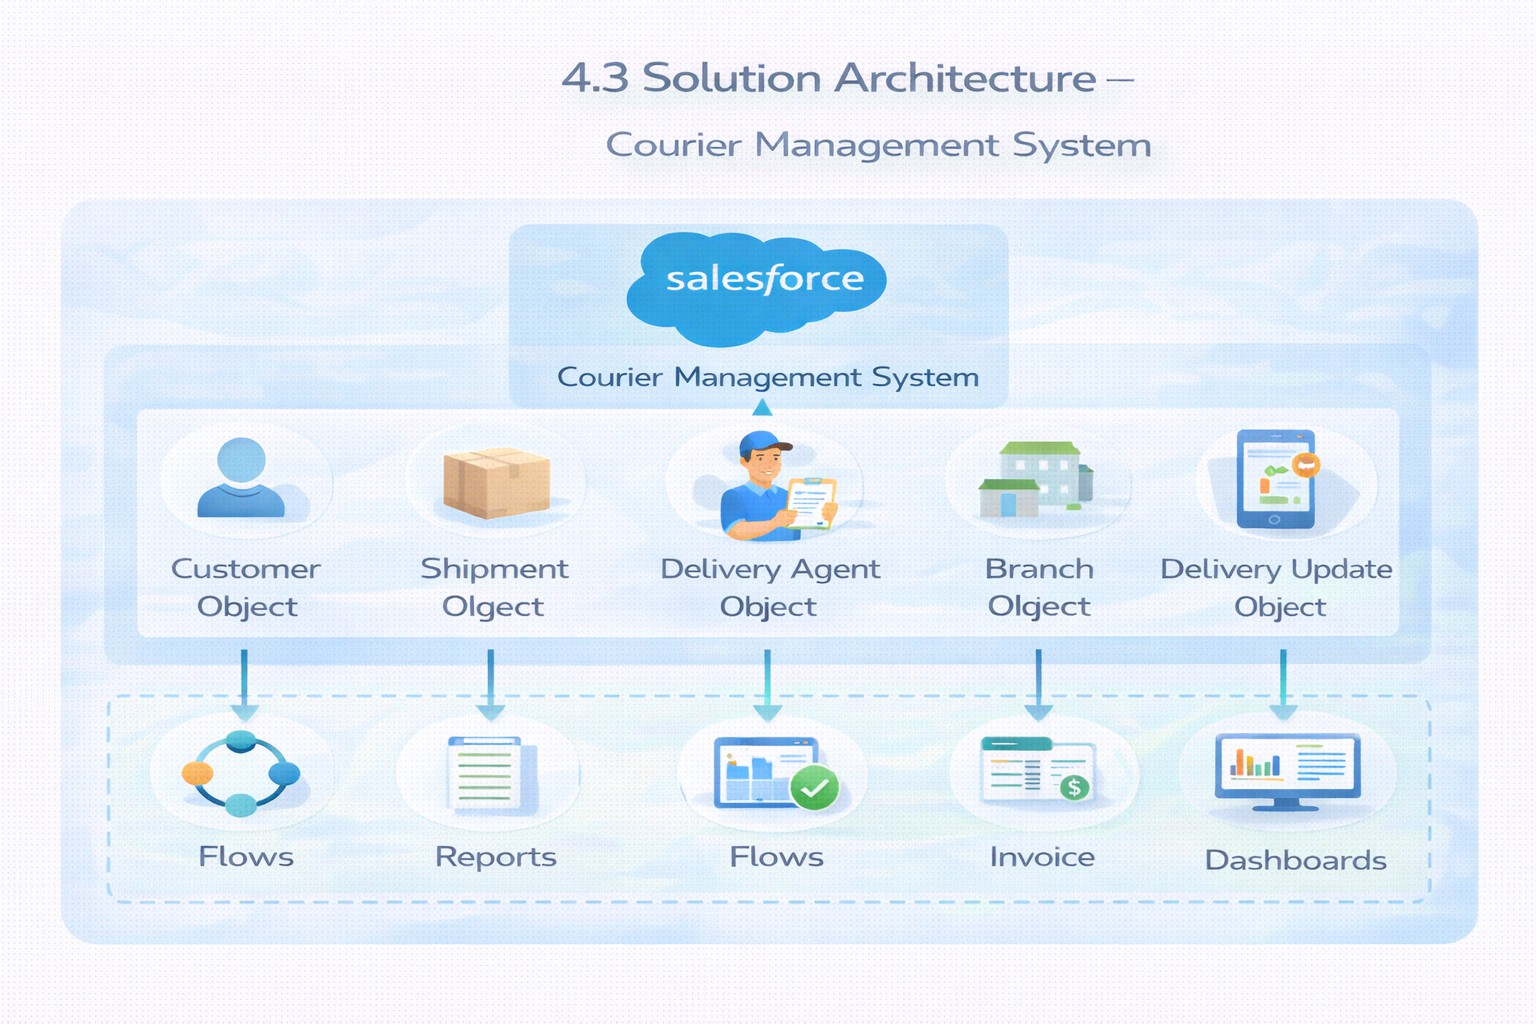 4.3 Solution Architecture –
Courier Management System
salesforce
Courier Management System
Customer Object
Shipment Olgect
Delivery Agent Object
Branch Olgect
Delivery Update Object
Flows
Reports
Flows
Invoice
$
Dashboards